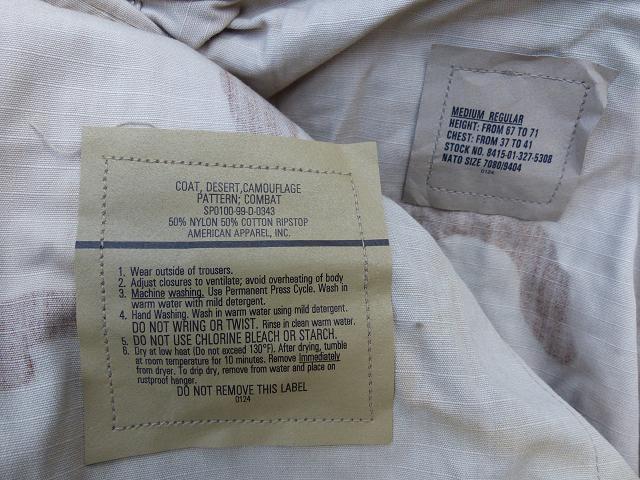 COAT, DESERT, CAMOUFLAGE
PATTERN; COMBAT
SP0100-99-D-0343
50% NYLON 50% COTTON RIPSTOP
AMERICAN APPAREL, INC.
1. Wear outside of trousers.
2. Adjust closures to ventilate; avoid overheating of body
3. Machine washing. Use Permanent Press Cycle. Wash in
warm water with mild detergent.
4. Hand Washing. Wash in warm water using mild detergent.
DO NOT WRING OR TWIST. Rinse in clean warm water.
5. DO NOT USE CHLORINE BLEACH OR STARCH.
6. Dry at low heat (Do not exceed 130°F). After drying, tumble
at room temperature for 10 minutes. Remove immediately
from dryer. To drip dry, remove from water and place on
rustproof hanger.
DO NOT REMOVE THIS LABEL
0124
MEDIUM REGULAR
HEIGHT: FROM 67 TO 71
CHEST: FROM 37 TO 41
STOCK NO. 8415-01-327-5308
NATO SIZE 7080/9404
0124